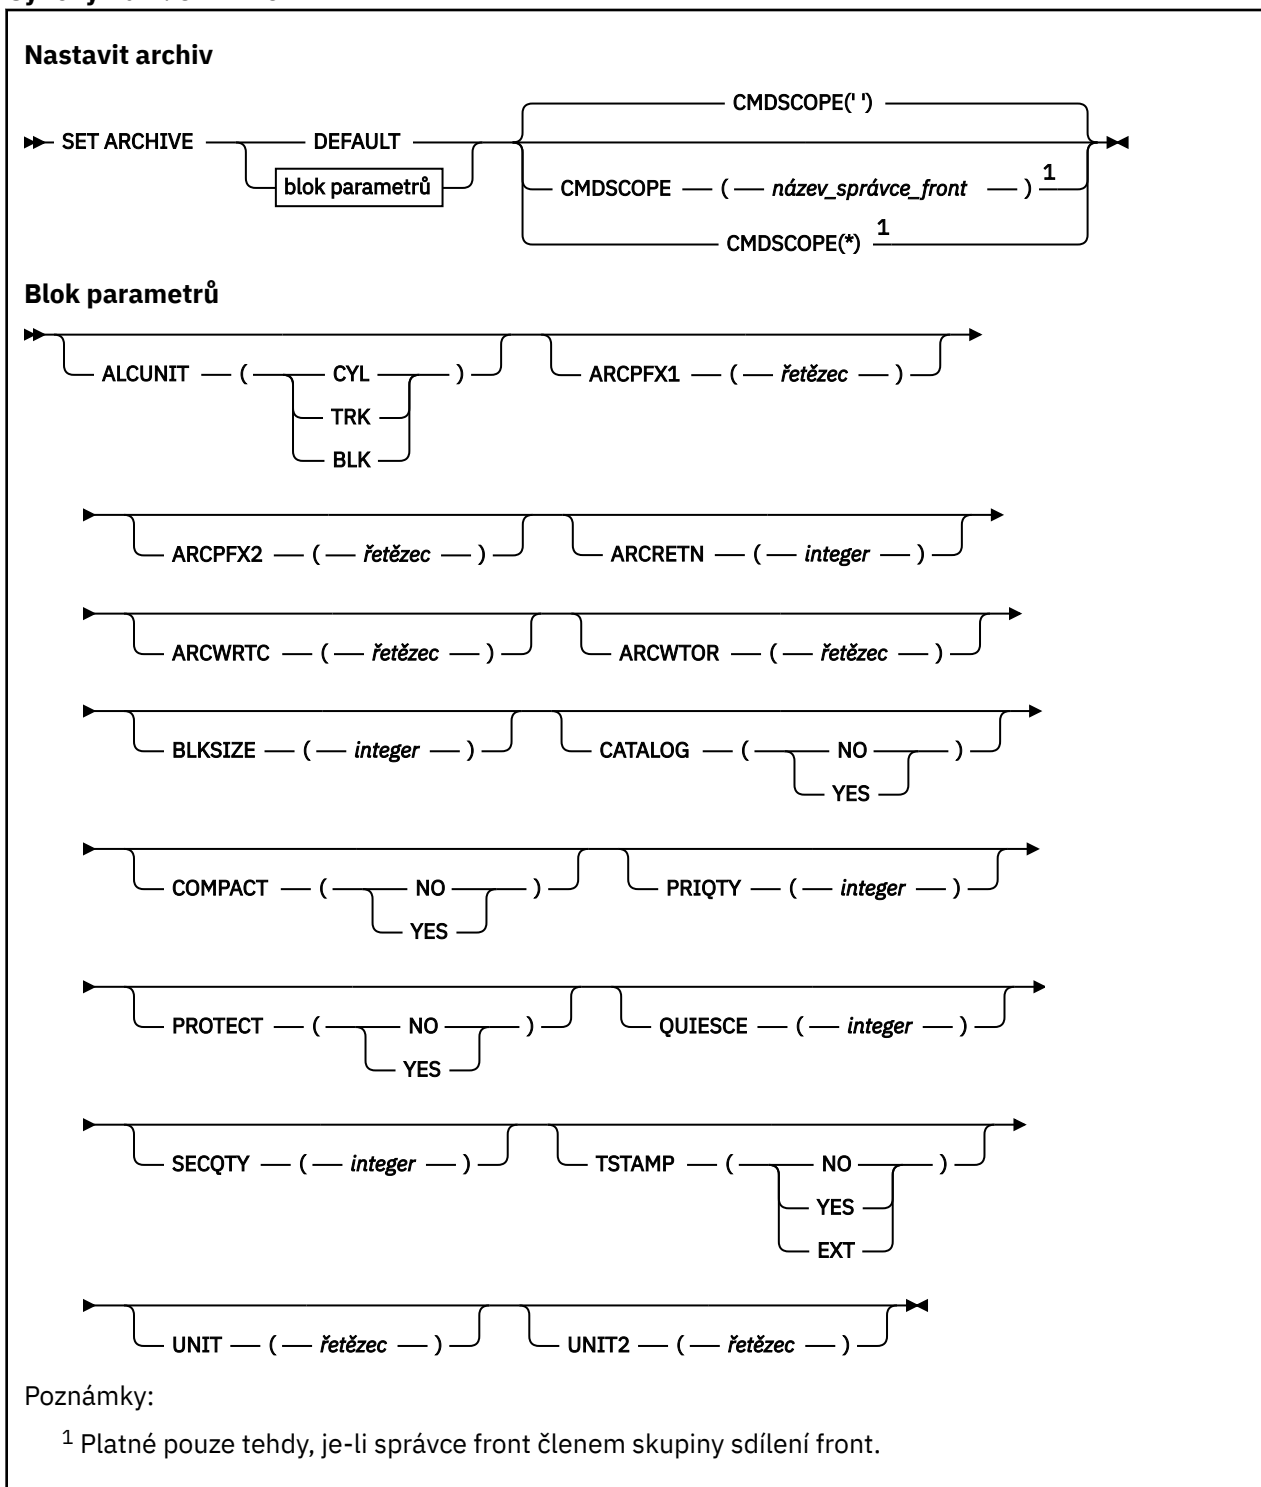 Nastavit archiv
CMDSCOPE(' ')
SET ARCHIVE DEFAULT
blok parametrů
CMDSCOPE ( název_správce_front ) 1
CMDSCOPE(*) 1
Blok parametrů
ALCUNIT ( CYL ) ARCPFX1 ( řetězec )
TRK
BLK
ARCPFX2 ( řetězec ) ARCRETN ( integer )
ARCWRTC ( řetězec ) ARCWTOR ( řetězec )
BLKSIZE ( integer ) CATALOG ( NO )
YES
COMPACT ( NO ) PRIQTY ( integer )
YES
PROTECT ( NO ) QUIESCE ( integer )
YES
SECQTY ( integer ) TSTAMP ( NO )
YES
EXT
UNIT ( řetězec ) UNIT2 ( řetězec )
Poznámky:
1 Platné pouze tehdy, je-li správce front členem skupiny sdílení front.